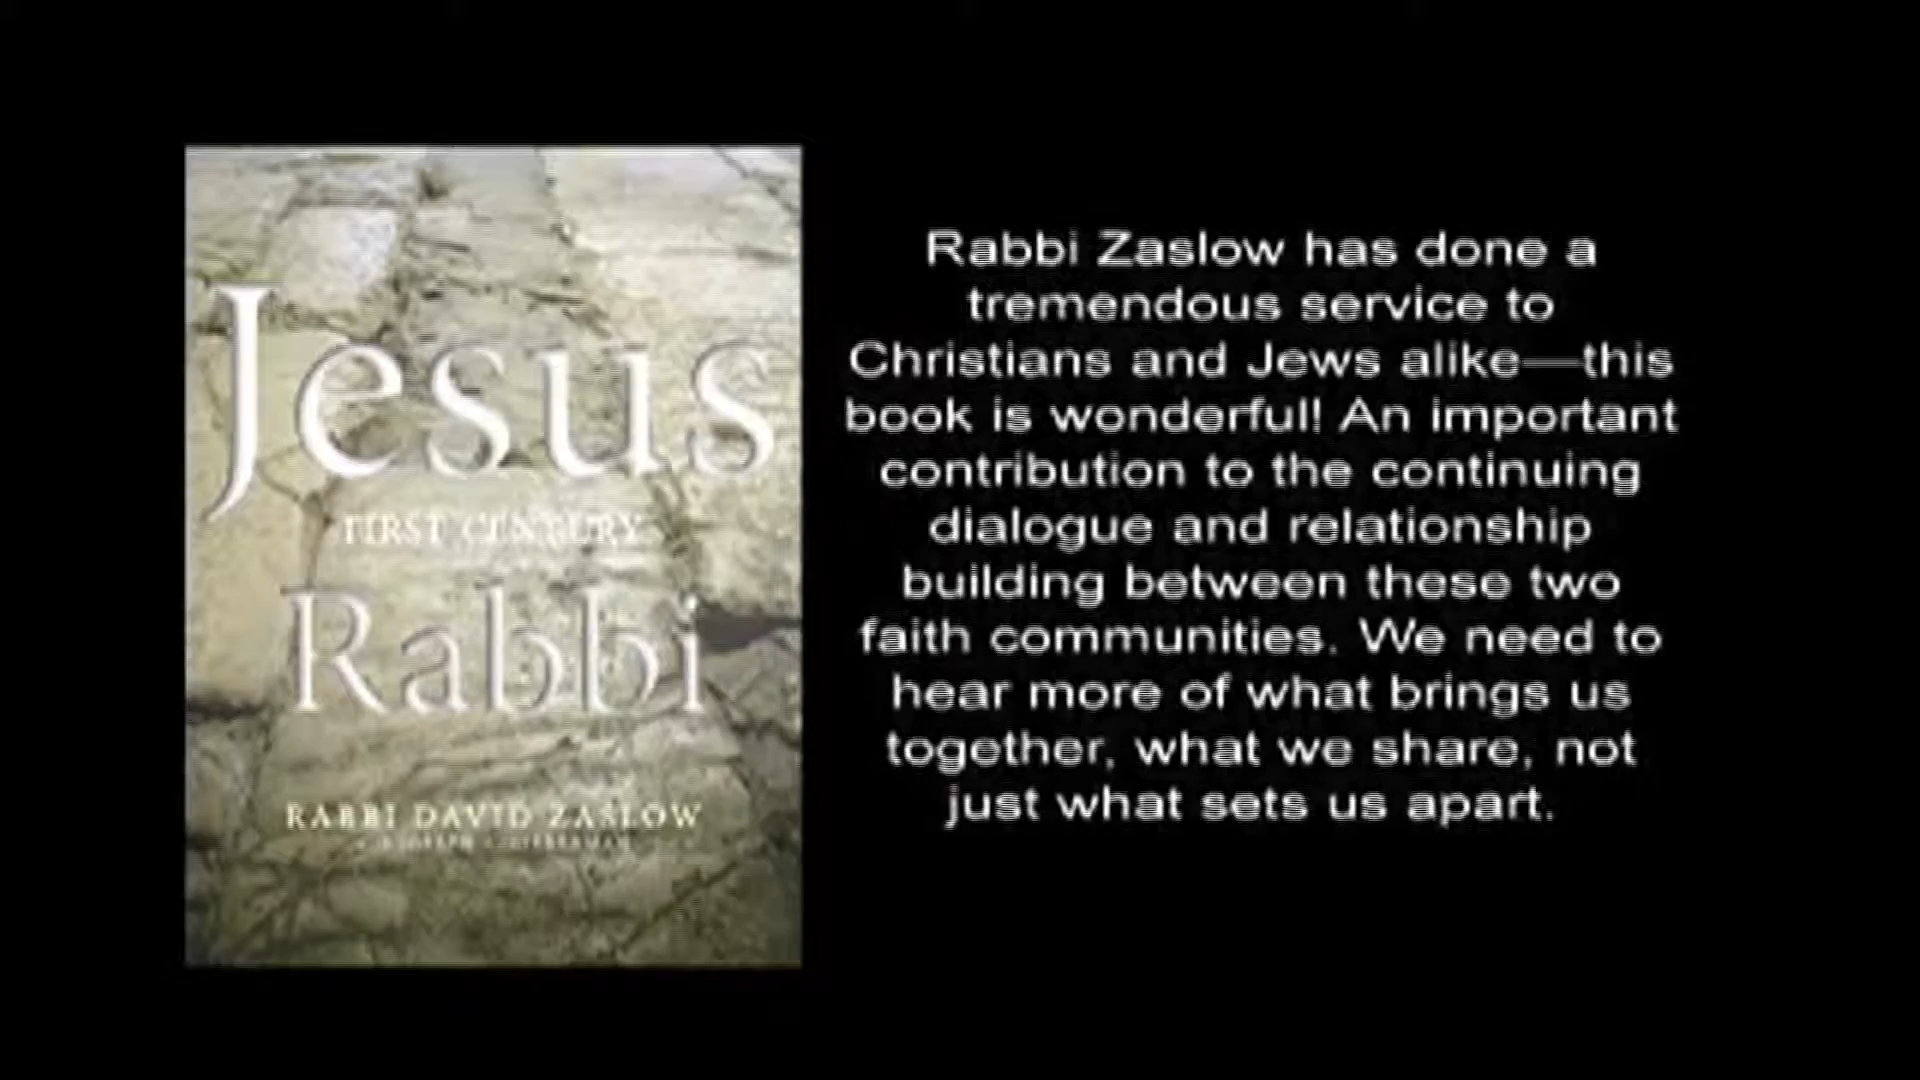 Jesus
FIRST CENTURY
Rabbi
RABBI DAVID ZASLOW
Rabbi Zaslow has done a
tremendous service to
Christians and Jews alike—this
book is wonderful! An important
contribution to the continuing
dialogue and relationship
building between these two
faith communities. We need to
hear more of what brings us
together, what we share, not
just what sets us apart.